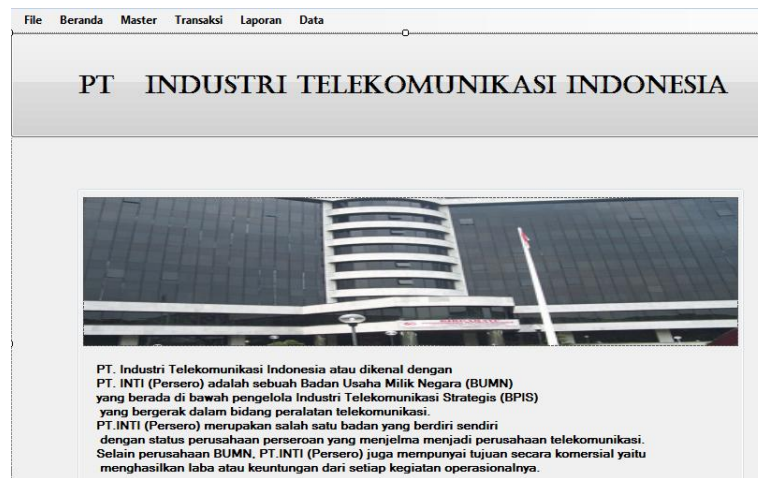 File Beranda Master Transaksi Laporan Data
PT INDUSTRI TELEKOMUNIKASI INDONESIA
PT. Industri Telekomunikasi Indonesia atau dikenal dengan
PT. INTI (Persero) adalah sebuah Badan Usaha Milik Negara (BUMN)
yang berada di bawah pengelola Industri Telekomunikasi Strategis (BPIS)
yang bergerak dalam bidang peralatan telekomunikasi.
PT.INTI (Persero) merupakan salah satu badan yang berdiri sendiri
dengan status perusahaan perseroan yang menjelma menjadi perusahaan telekomunikasi.
Selain perusahaan BUMN, PT.INTI (Persero) juga mempunyai tujuan secara komersial yaitu
menghasilkan laba atau keuntungan dari setiap kegiatan operasionalnya.